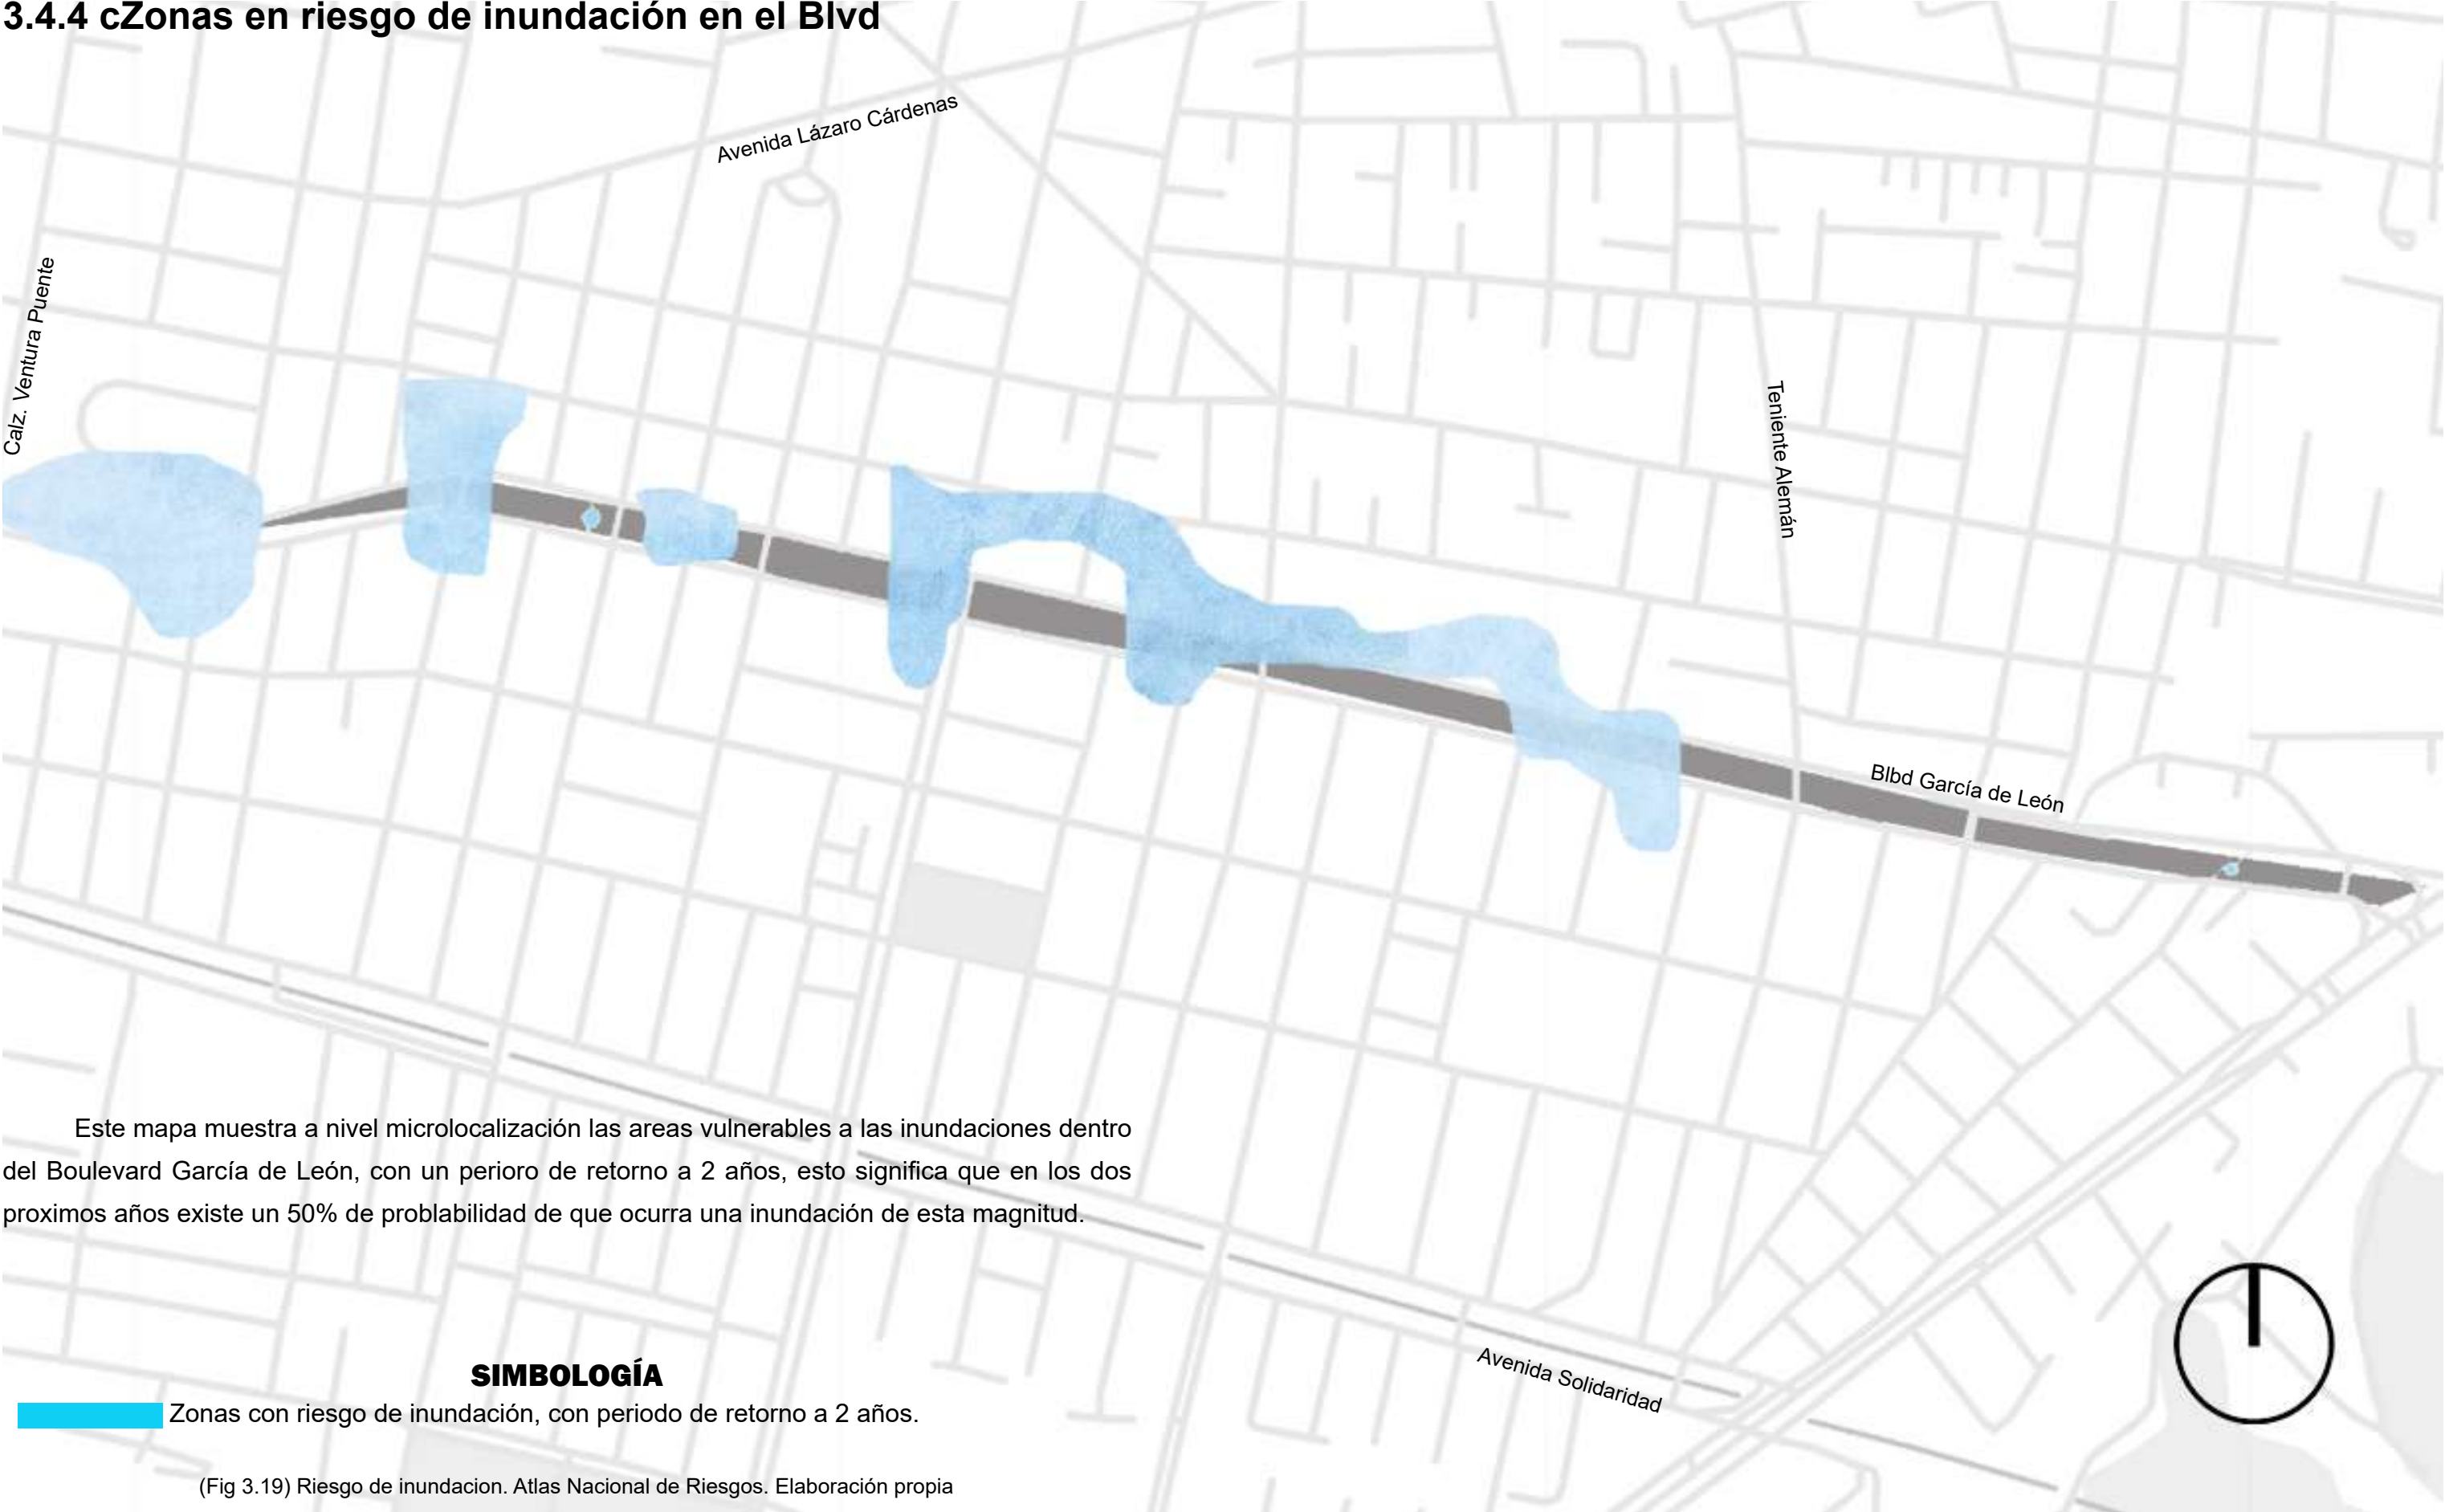 3.4.4 cZonas en riesgo de inundación en el Blvd
Avenida Lázaro Cárdenas
Calz. Ventura Puente
Teniente Alemán
Blbd García de León
Este mapa muestra a nivel microlocalización las areas vulnerables a las inundaciones dentro
del Boulevard García de León, con un perioro de retorno a 2 años, esto significa que en los dos
proximos años existe un 50% de problabilidad de que ocurra una inundación de esta magnitud.
Avenida Solidaridad
SIMBOLOGÍA
Zonas con riesgo de inundación, con periodo de retorno a 2 años.
(Fig 3.19) Riesgo de inundacion. Atlas Nacional de Riesgos. Elaboración propia